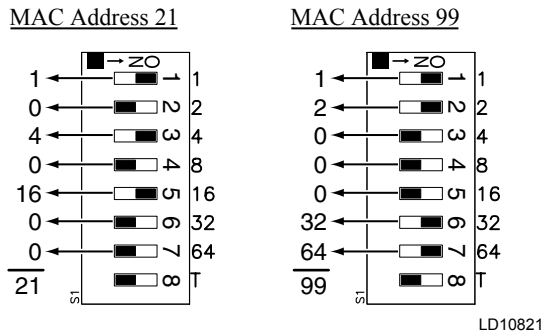 MAC Address 21
ON
1 1 1
0 2 2
4 3 4
0 4 8
16 5 16
0 6 32
0 7 64
21 8 T
S1
MAC Address 99
ON
1 1 1
2 2 2
0 3 4
0 4 8
0 5 16
32 6 32
64 7 64
99 8 T
S1
LD10821